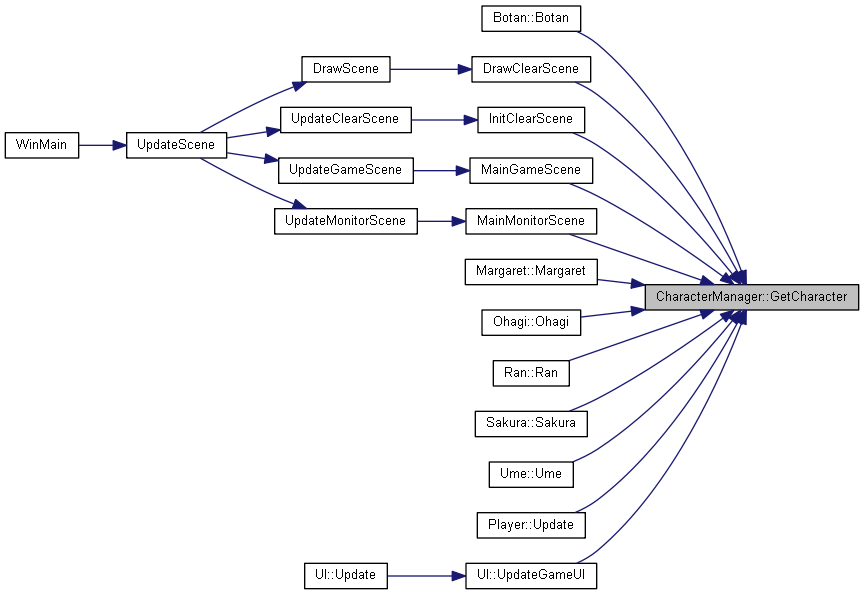 Botan::Botan
DrawScene
DrawClearScene
UpdateClearScene
InitClearScene
WinMain
UpdateScene
UpdateGameScene
MainGameScene
UpdateMonitorScene
MainMonitorScene
Margaret::Margaret
CharacterManager::GetCharacter
Ohagi::Ohagi
Ran::Ran
Sakura::Sakura
Ume::Ume
Player::Update
UI::Update
UI::UpdateGameUI